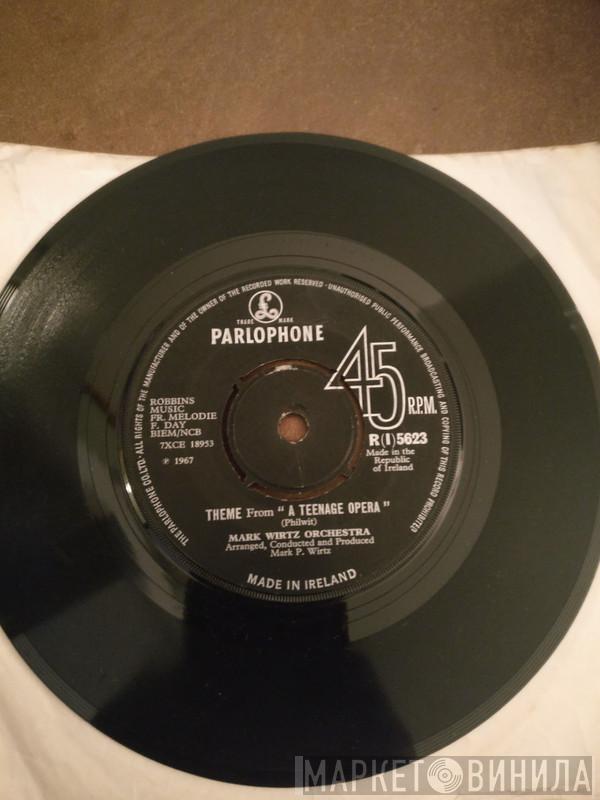 THE PARLOPHONE CO.LTD.· ALL RIGHTS OF THE MANUFACTURER AND OF THE OWNER OF THE RECORDED WORK RESERVED · UNAUTHORISED PUBLIC PERFORMANCE BROADCASTING AND COPYING OF THIS RECORD PROHIBITED
£
TRADE MARK
PARLOPHONE
45
R.P.M.
ROBBINS
MUSIC
FR. MELODIE
F. DAY
BIEM/NCB
7XCE 18953
℗ 1967
R(I)5623
Made in the
Republic
of Ireland
THEME From " A TEENAGE OPERA "
(Philwit)
MARK WIRTZ ORCHESTRA
Arranged, Conducted and Produced
Mark P. Wirtz
MADE IN IRELAND
МАРКЕТ ВИНИЛА